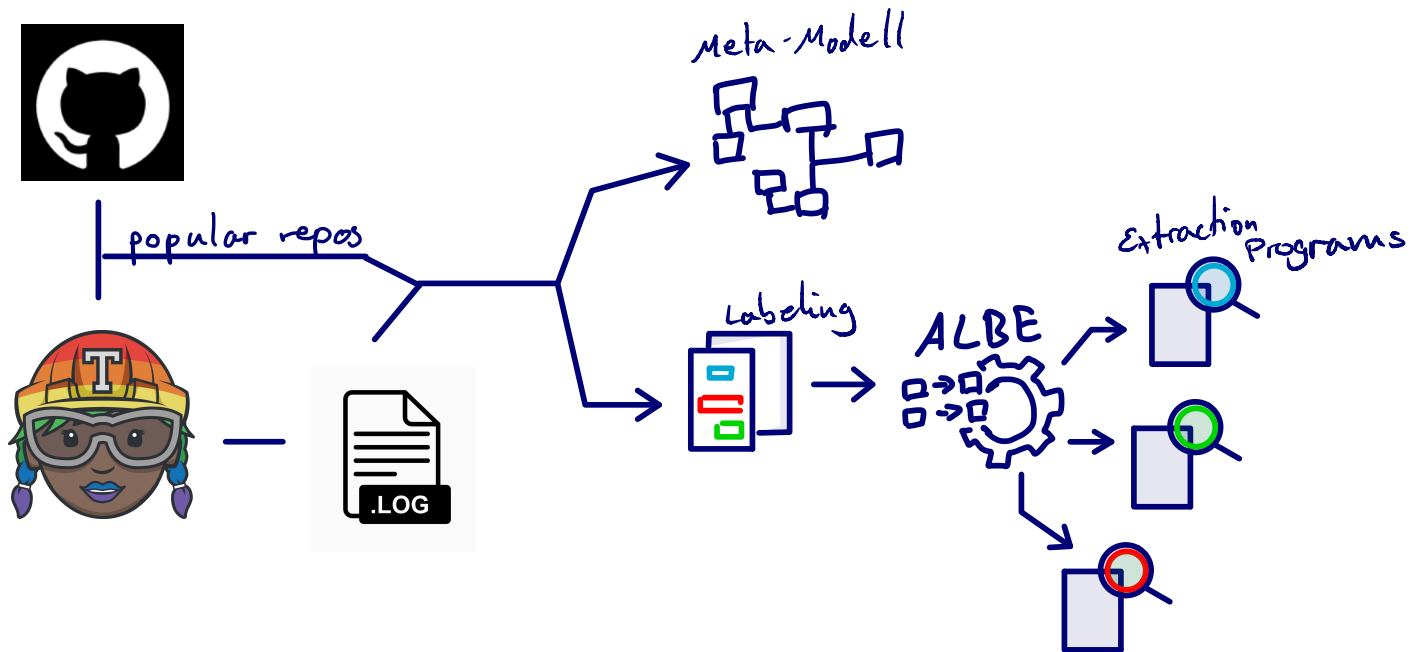 Meta-Modell
popular repos
Extraction
Programs
Labeling
ALBE
T
.LOG